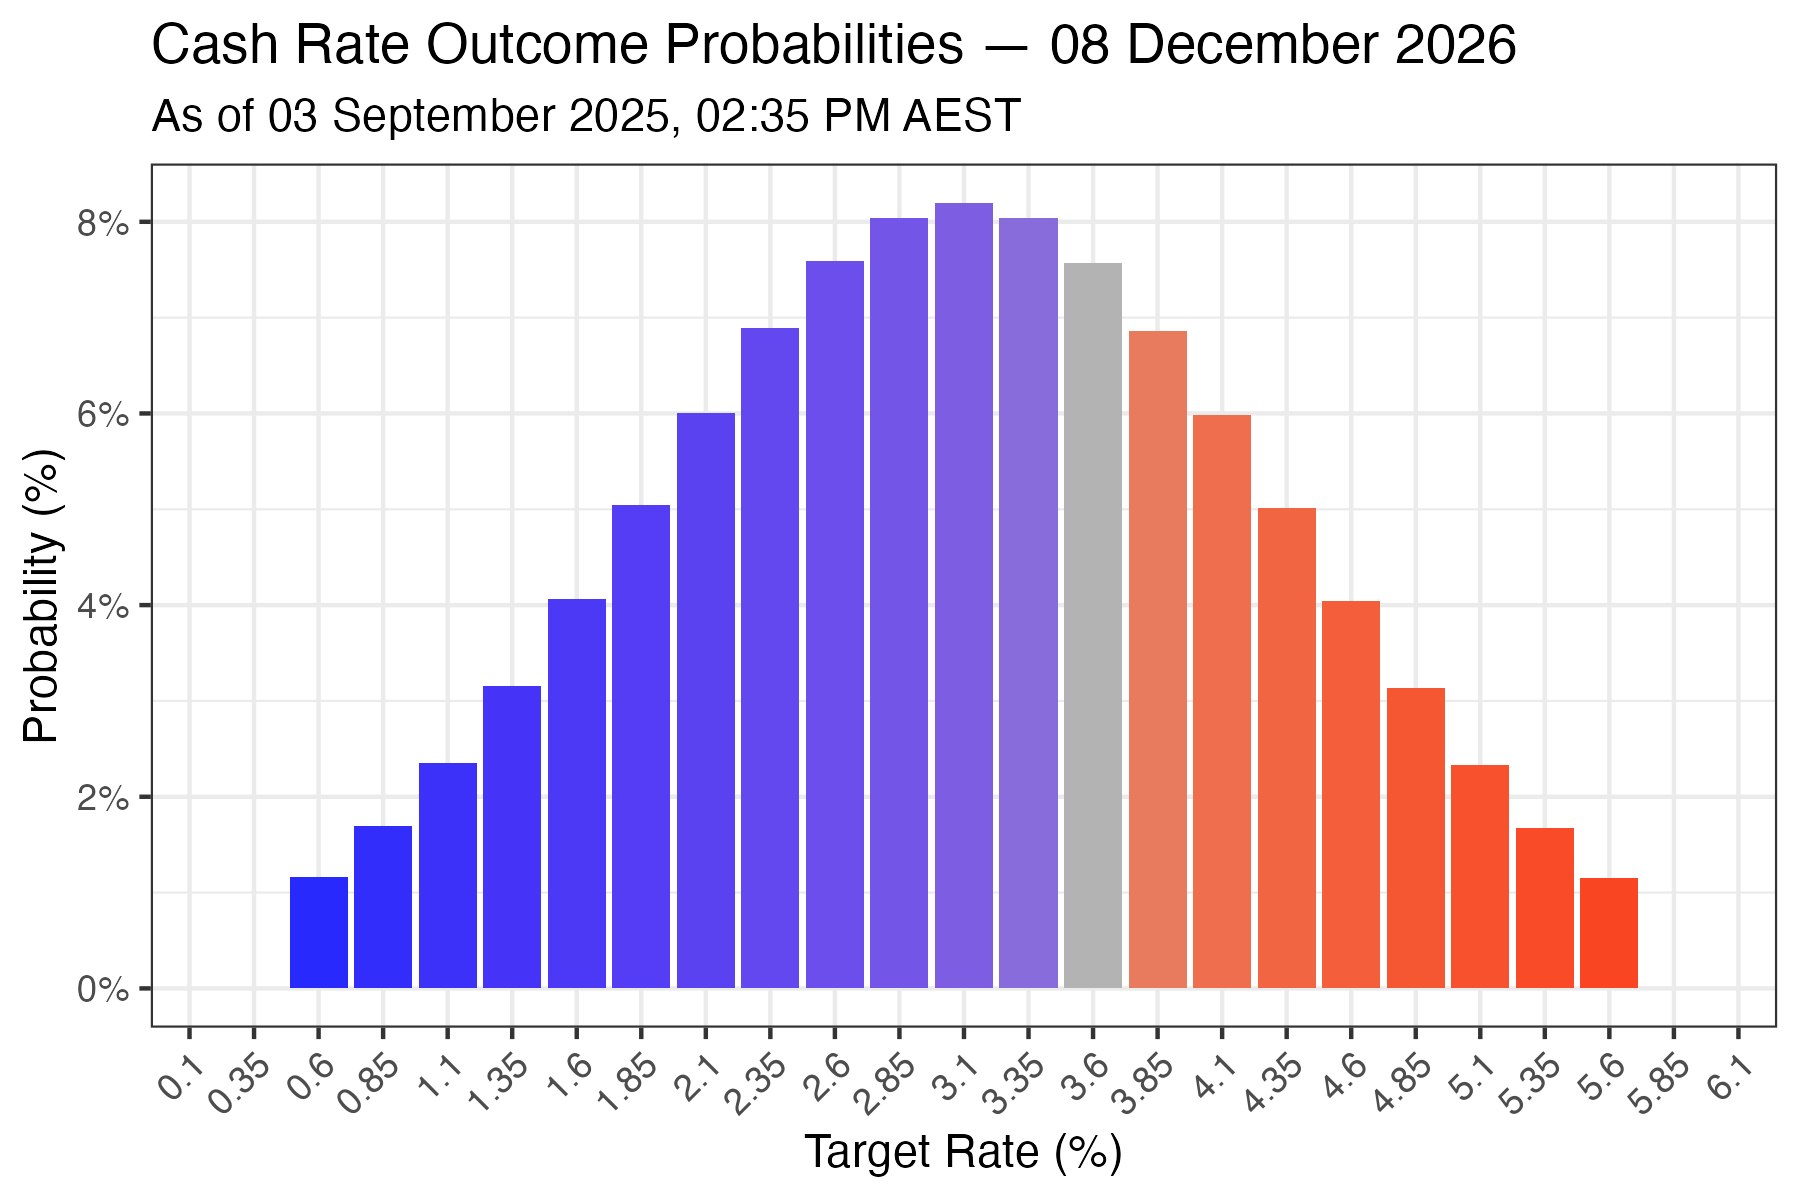 Cash Rate Outcome Probabilities — 08 December 2026
As of 03 September 2025, 02:35 PM AEST
Probability (%)
8%
6%
4%
2%
0%
0.1 0.35 0.6 0.85 1.1 1.35 1.6 1.85 2.1 2.35 2.6 2.85 3.1 3.35 3.6 3.85 4.1 4.35 4.6 4.85 5.1 5.35 5.6 5.85 6.1
Target Rate (%)